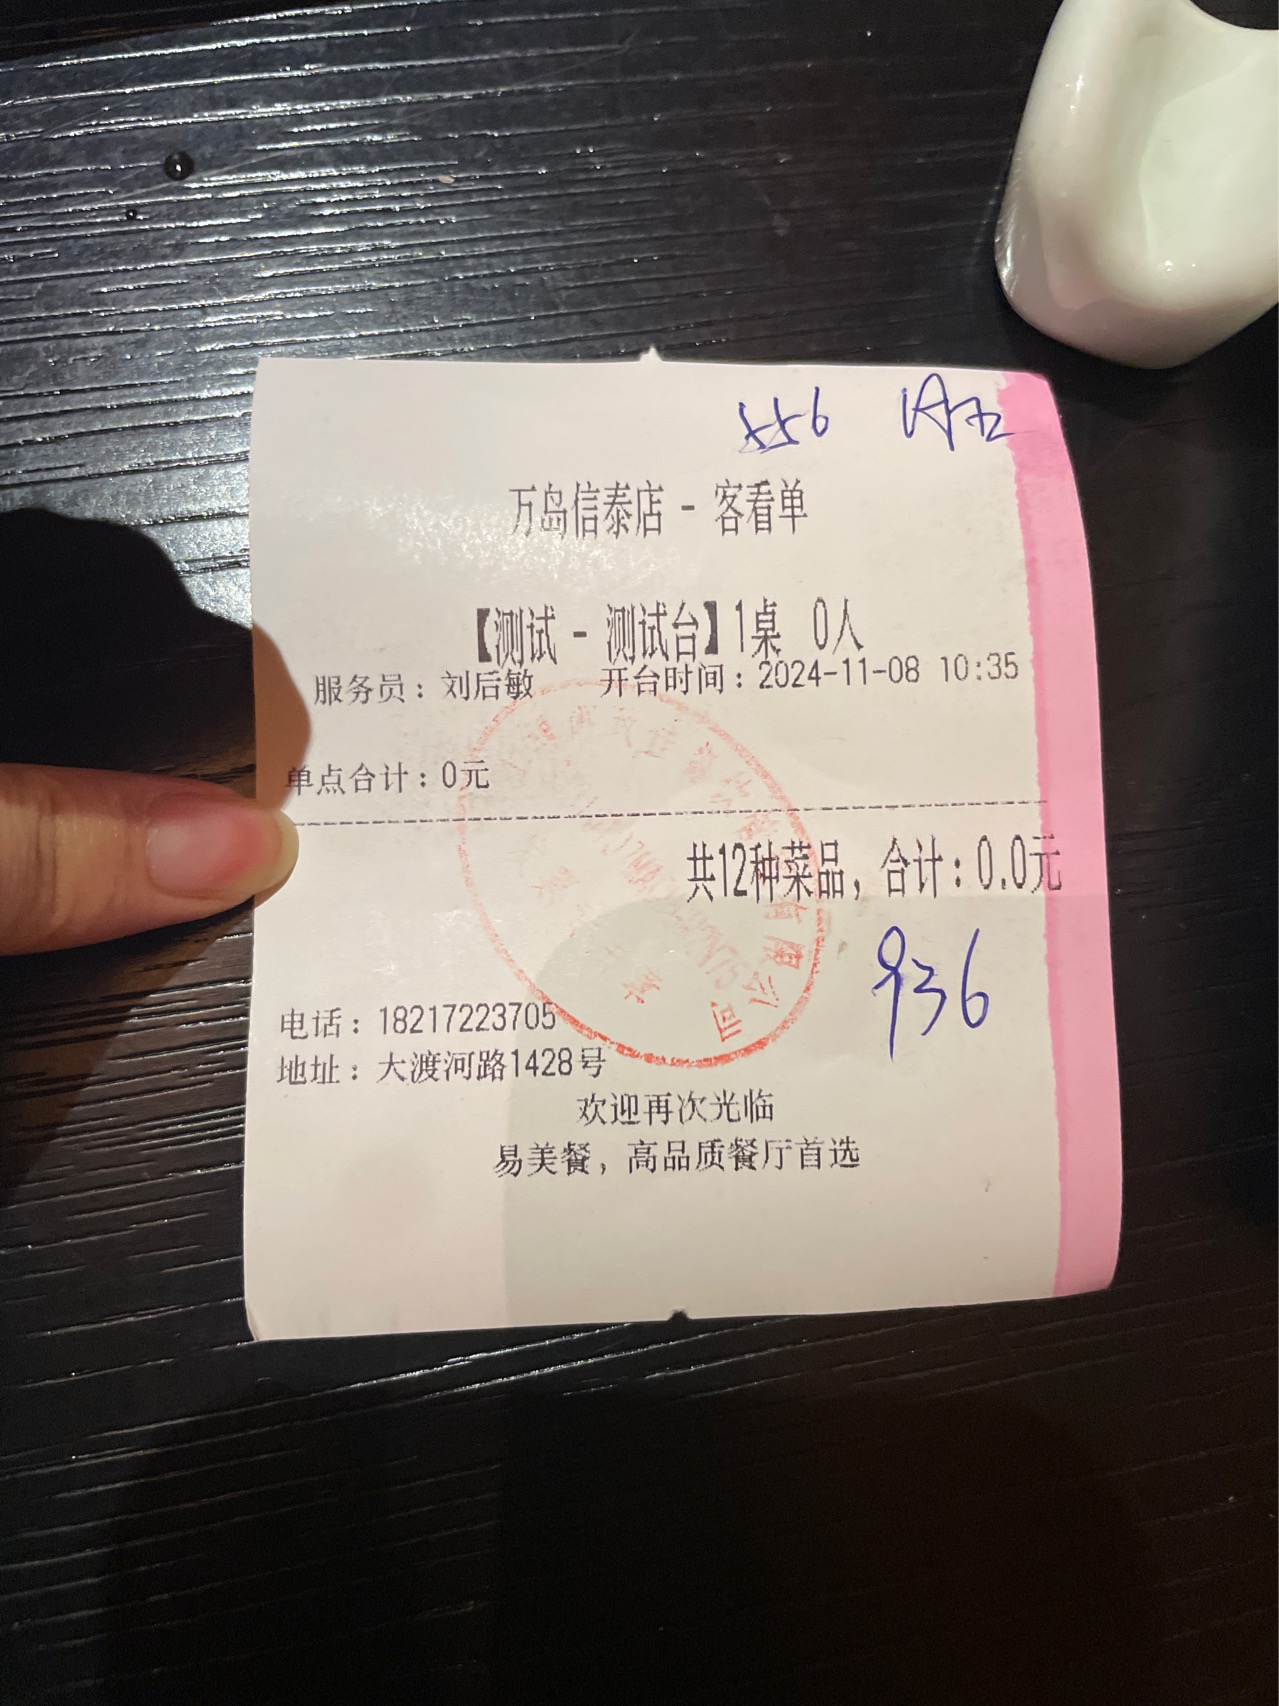 556
万岛信泰店 - 客看单
【测试 - 测试台】1桌 0人
服务员：刘后敏 开台时间：2024-11-08 10:35
单点合计：0元
共12种菜品，合计：0.0元
936
电话：18217223705
地址：大渡河路1428号
欢迎再次光临
易美餐，高品质餐厅首选